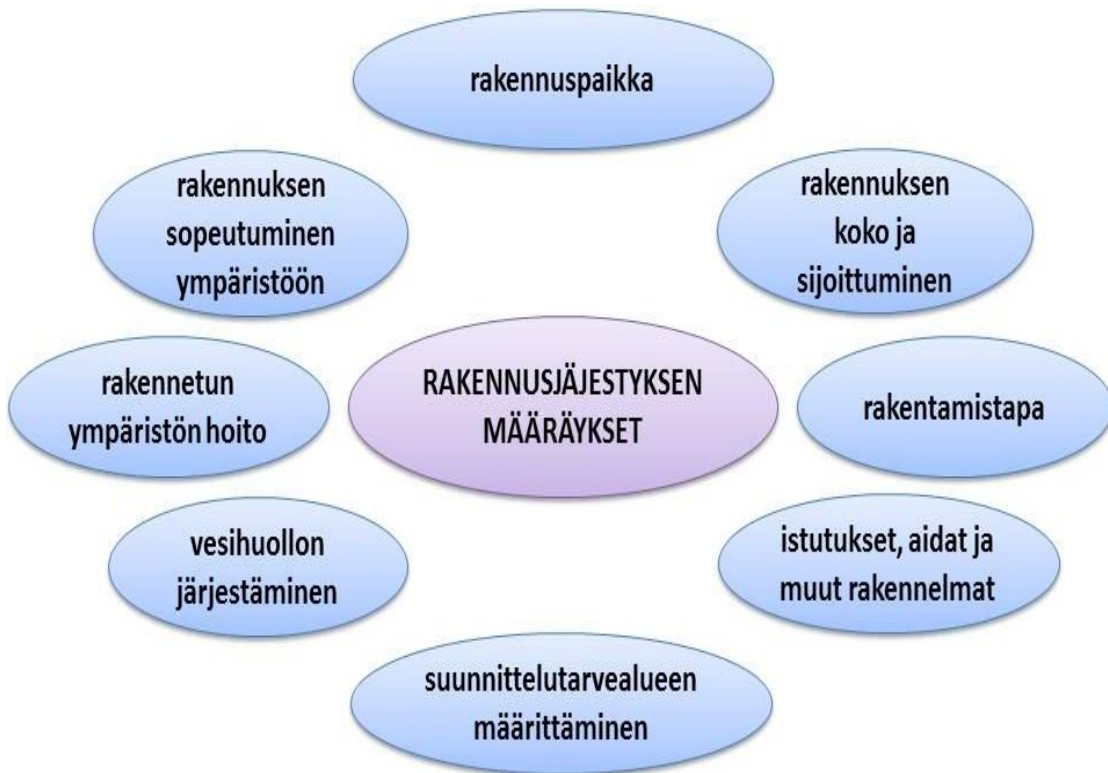 rakennuspaikka
rakennuksen
sopeutuminen
ympäristöön
rakennuksen
koko ja
sijoittuminen
rakennetun
ympäristön hoito
RAKENNUSJÄJESTYKSEN
MÄÄRÄYKSET
rakentamistapa
vesihuollon
järjestäminen
istutukset, aidat ja
muut rakennelmat
suunnittelutarvealueen
määrittäminen